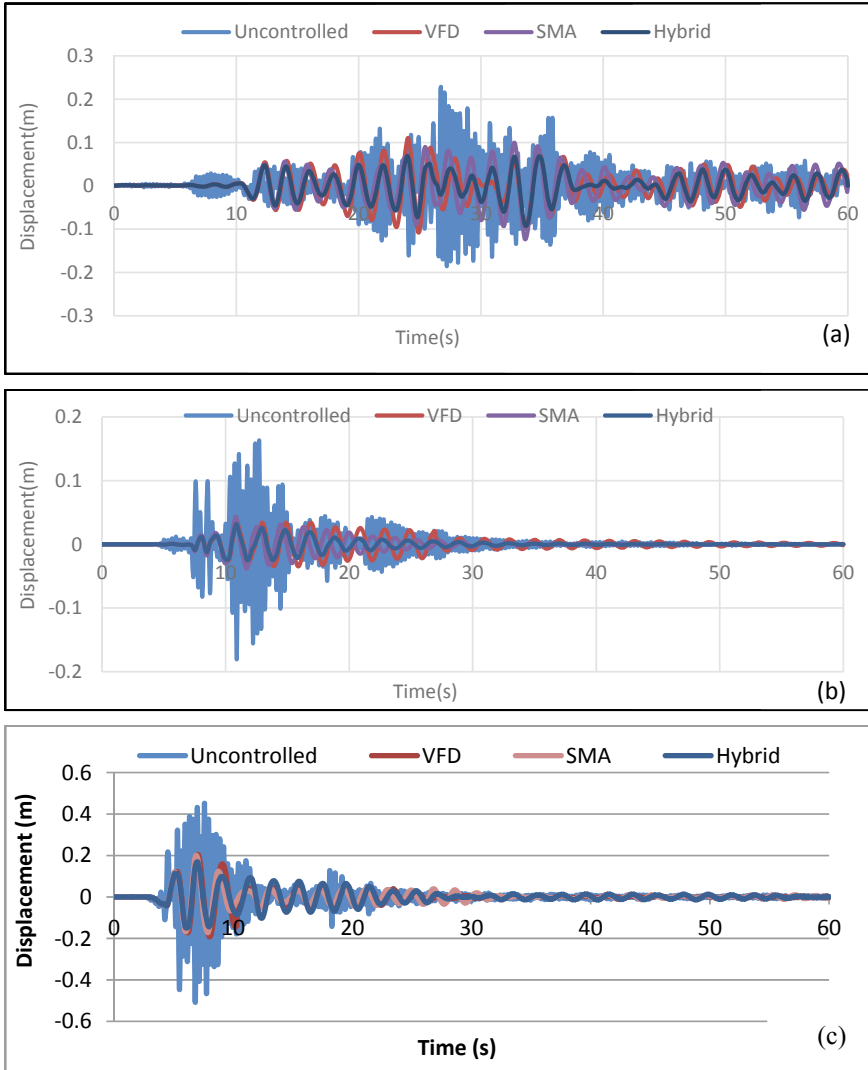 Uncontrolled VFD SMA Hybrid
0.3
0.2
0.1
0
-0.1
-0.2
-0.3
0 10 20 30 40 50 60
Displacement(m)
Time(s)
(a)
Uncontrolled VFD SMA Hybrid
0.2
0.1
0
-0.1
-0.2
0 10 20 30 40 50 60
Displacement(m)
Time(s)
(b)
Uncontrolled VFD SMA Hybrid
0.6
0.4
0.2
0
-0.2
-0.4
-0.6
0 10 20 30 40 50 60
Displacement (m)
Time (s)
(c)